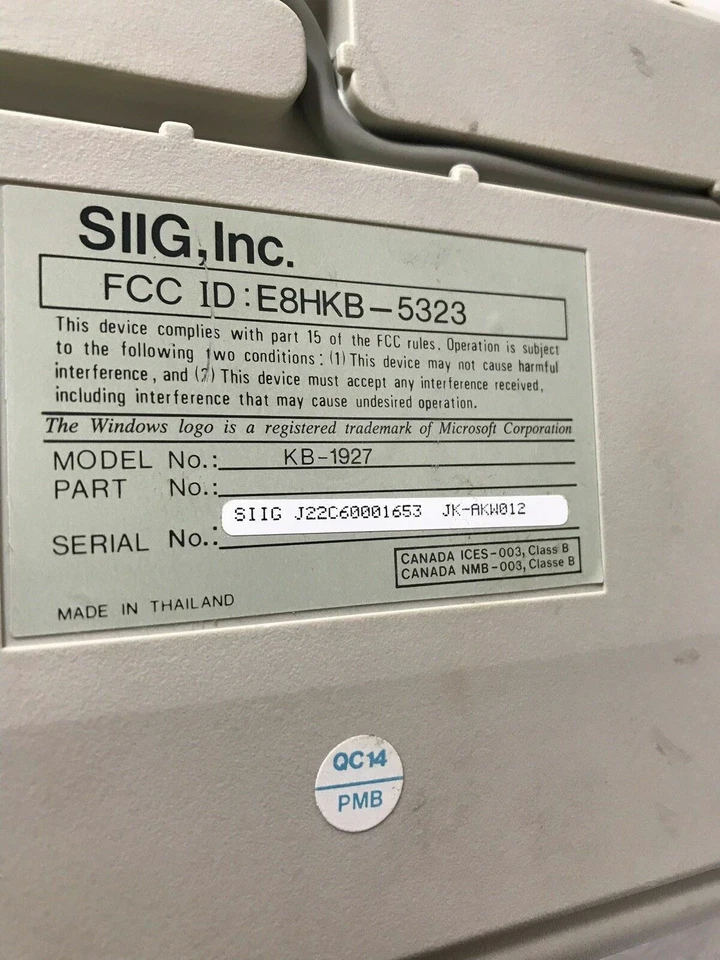 SIIG, Inc.
FCC ID : E8HKB-5323
This device complies with part 15 of the FCC rules. Operation is subject
to the following two conditions: (1) This device may not cause harmful
interference, and (2) This device must accept any interference received,
including interference that may cause undesired operation.
The Windows logo is a registered trademark of Microsoft Corporation
MODEL No.: KB-1927
PART No.:
SIIG J22C60001653 JK-AKW012
SERIAL No.:
CANADA ICES-003, Class B
CANADA NMB-003, Classe B
MADE IN THAILAND
QC14
PMB